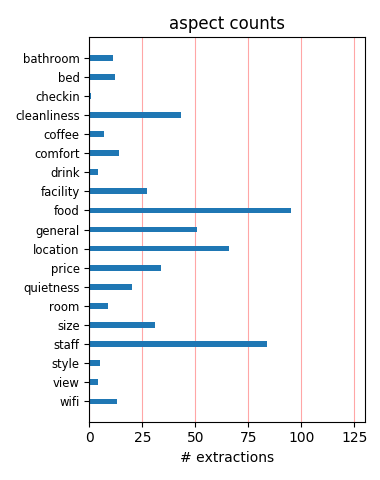 aspect counts
bathroom
bed
checkin
cleanliness
coffee
comfort
drink
facility
food
general
location
price
quietness
room
size
staff
style
view
wifi
0 25 50 75 100 125
# extractions